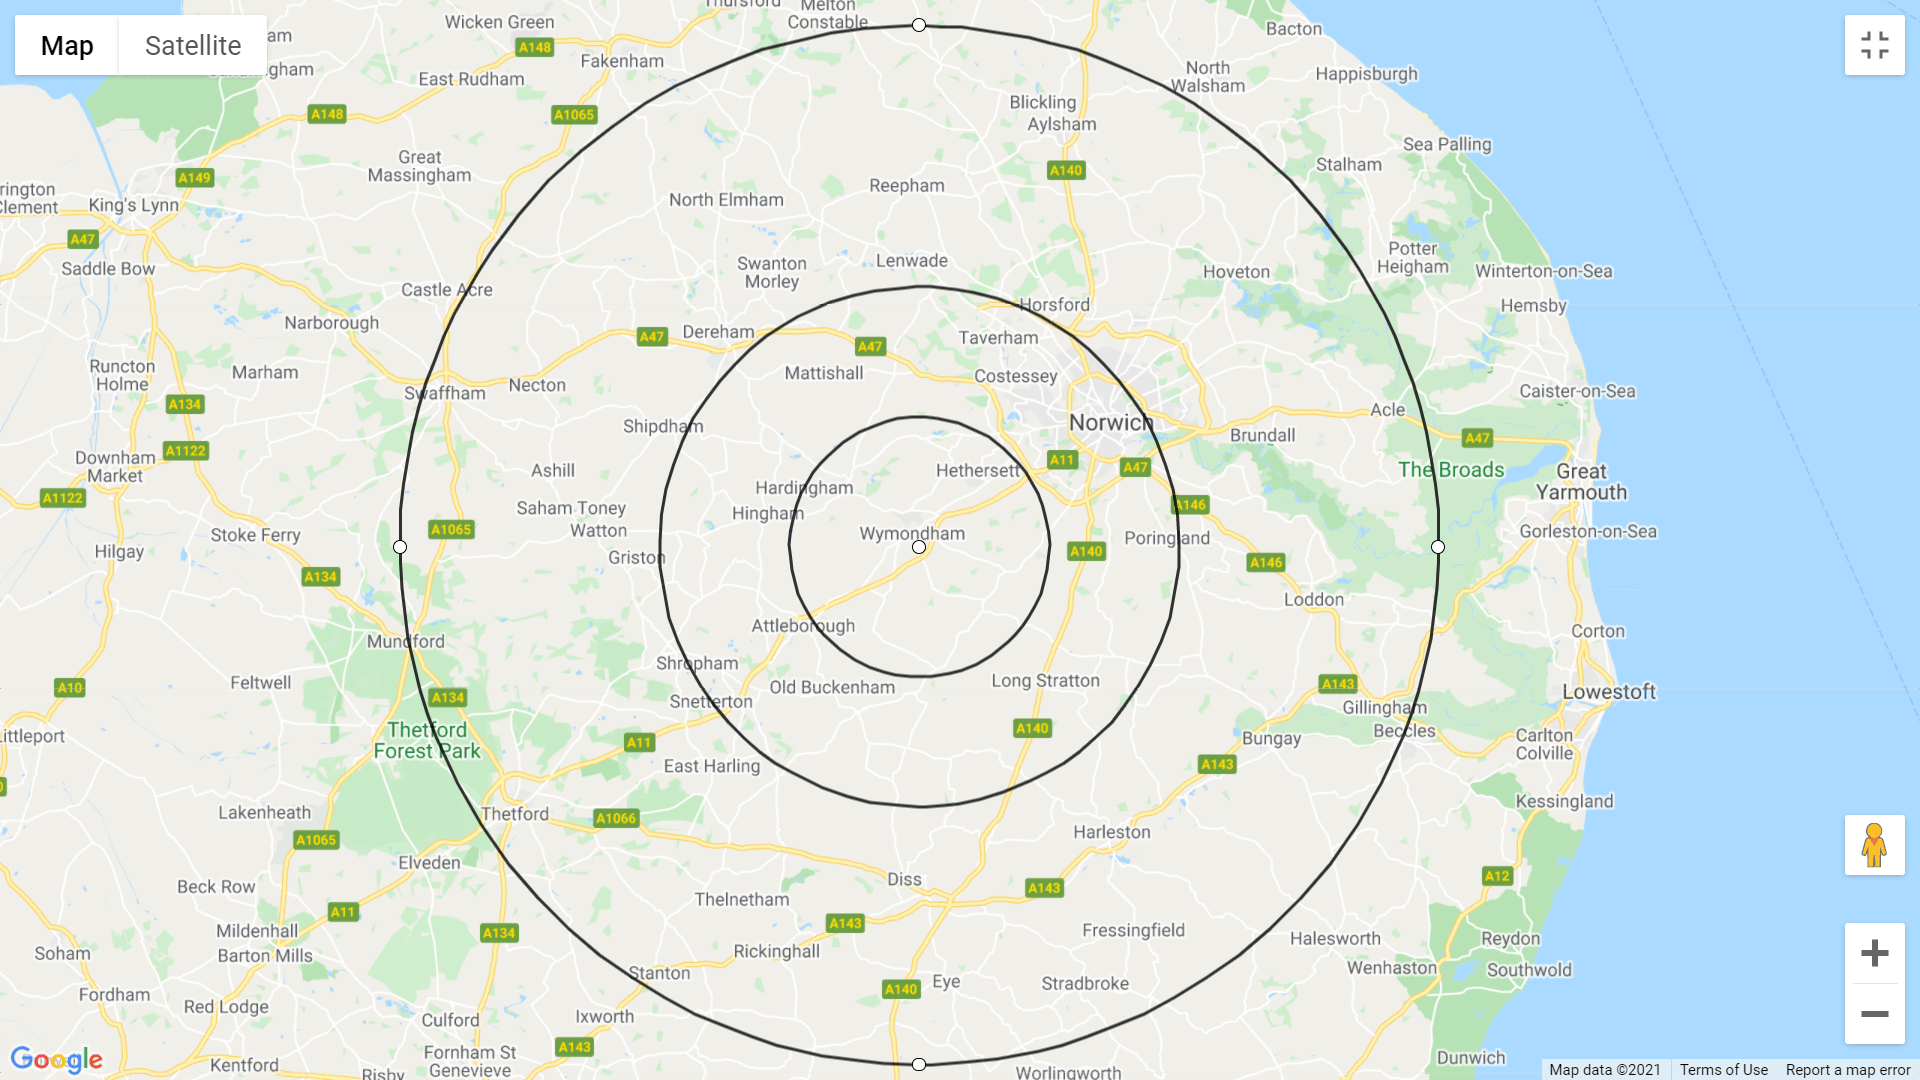 Map
Satellite
Wicken Green
Melton
Constable
Bacton
A148
East Rudham
Fakenham
North
Walsham
Happisburgh
A148
A1065
Blickling
Aylsham
Sea Palling
Great
Massingham
A149
A140
Stalham
King's Lynn
North Elmham
Reepham
A47
Saddle Bow
Swanton
Morley
Lenwade
Hoveton
Potter
Heigham
Winterton-on-Sea
Castle Acre
Hemsby
Narborough
A47
Dereham
A47
Horsford
Taverham
Runcton
Holme
Marham
Swaffham
Necton
Mattishall
Costessey
Caister-on-Sea
A134
Acle
A1122
Shipdham
Norwich
Brundall
A47
Downham
Market
Ashill
Hethersett
A11
A47
The Broads
Great
Yarmouth
A1122
Hardingham
Hingham
Saham Toney
Watton
A146
Stoke Ferry
A1065
Wymondham
Poringland
Gorleston-on-Sea
Hilgay
Griston
A140
A146
A134
Loddon
Attleborough
Corton
Mundford
Shropham
Feltwell
A10
A134
Snetterton
Old Buckenham
Long Stratton
A143
Gillingham
Lowestoft
Thetford
Forest Park
A11
A140
Bungay
Beccles
Carlton
Colville
Littleport
East Harling
A143
Kessingland
Lakenheath
Thetford
A1066
Harleston
A1065
Elveden
Beck Row
Diss
A143
A12
A11
Thelnetham
Mildenhall
Barton Mills
A134
A143
Fressingfield
Halesworth
Reydon
Soham
Rickinghall
Wenhaston
Southwold
Stanton
Fordham
Red Lodge
A140
Eye
Stradbroke
Culford
Ixworth
A143
Fornham St
Genevieve
Kentford
Risby
Worlingworth
Dunwich
Google
Map data ©2021
Terms of Use
Report a map error